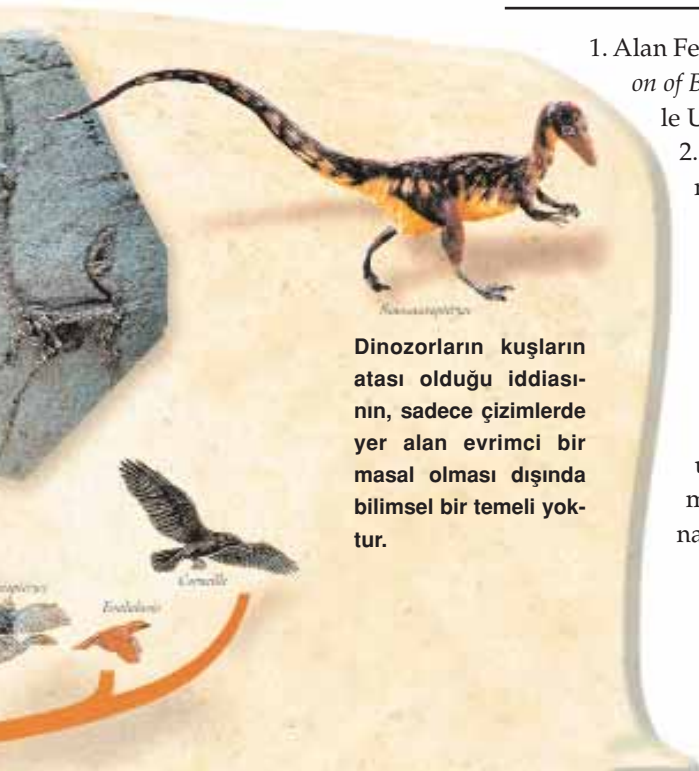 1. Alan Fe
on of B
le U
2.
Dinozorların kuşların
atası olduğu iddiası-
nın, sadece çizimlerde
yer alan evrimci bir
masal olması dışında
bilimsel bir temeli yok-
tur.
na
Corneille